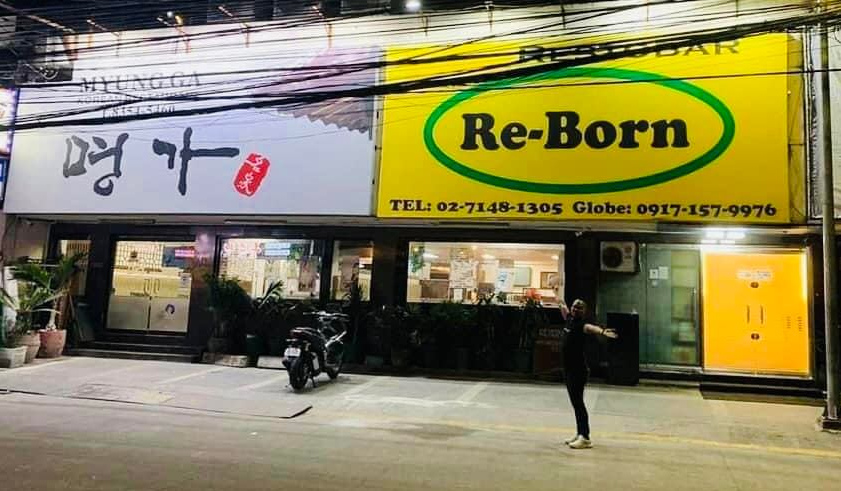 MYUNG GA
명가
RESTOBAR
Re-Born
TEL: 02-7148-1305 Globe: 0917-157-9976